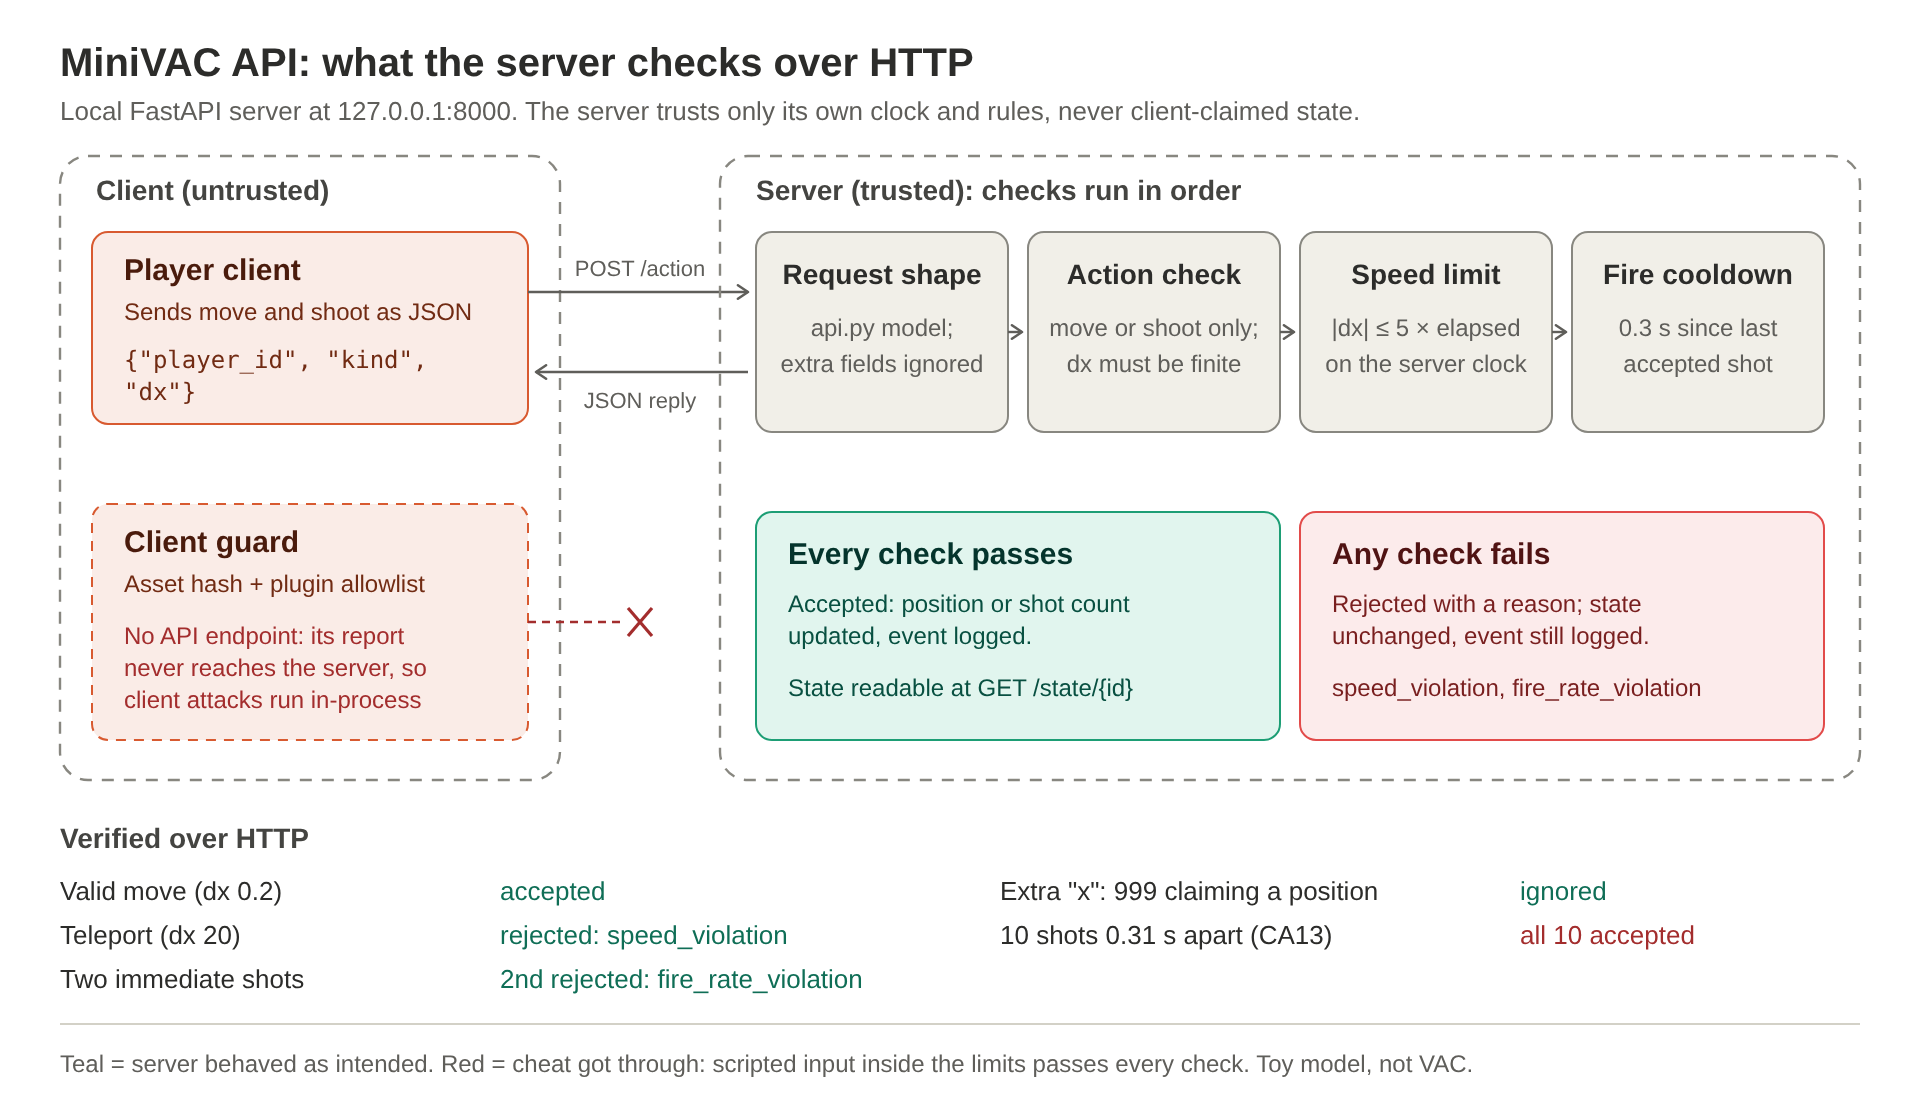 MiniVAC API: what the server checks over HTTP
Local FastAPI server at 127.0.0.1:8000. The server trusts only its own clock and rules, never client-claimed state.
Client (untrusted)
Player client
Sends move and shoot as JSON
{"player_id", "kind",
"dx"}
POST /action
JSON reply
Client guard
Asset hash + plugin allowlist
No API endpoint: its report
never reaches the server, so
client attacks run in-process
Server (trusted): checks run in order
Request shape
api.py model;
extra fields ignored
Action check
move or shoot only;
dx must be finite
Speed limit
|dx| ≤ 5 × elapsed
on the server clock
Fire cooldown
0.3 s since last
accepted shot
Every check passes
Accepted: position or shot count
updated, event logged.
State readable at GET /state/{id}
Any check fails
Rejected with a reason; state
unchanged, event still logged.
speed_violation, fire_rate_violation
Verified over HTTP
Valid move (dx 0.2) accepted
Teleport (dx 20) rejected: speed_violation
Two immediate shots 2nd rejected: fire_rate_violation
Extra "x": 999 claiming a position ignored
10 shots 0.31 s apart (CA13) all 10 accepted
Teal = server behaved as intended. Red = cheat got through: scripted input inside the limits passes every check. Toy model, not VAC.